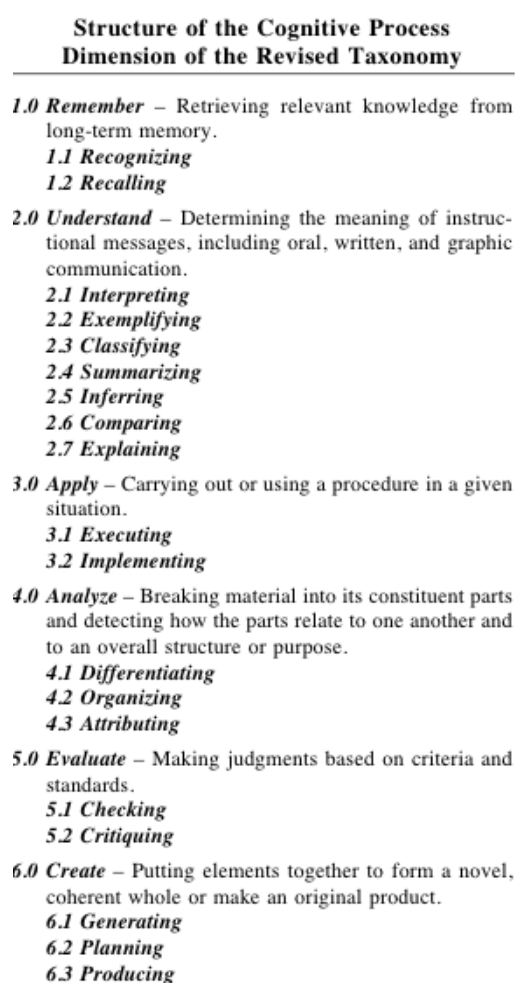 Structure of the Cognitive Process
Dimension of the Revised Taxonomy
1.0 Remember – Retrieving relevant knowledge from
long-term memory.
1.1 Recognizing
1.2 Recalling
2.0 Understand – Determining the meaning of instruc-
tional messages, including oral, written, and graphic
communication.
2.1 Interpreting
2.2 Exemplifying
2.3 Classifying
2.4 Summarizing
2.5 Inferring
2.6 Comparing
2.7 Explaining
3.0 Apply – Carrying out or using a procedure in a given
situation.
3.1 Executing
3.2 Implementing
4.0 Analyze – Breaking material into its constituent parts
and detecting how the parts relate to one another and
to an overall structure or purpose.
4.1 Differentiating
4.2 Organizing
4.3 Attributing
5.0 Evaluate – Making judgments based on criteria and
standards.
5.1 Checking
5.2 Critiquing
6.0 Create – Putting elements together to form a novel,
coherent whole or make an original product.
6.1 Generating
6.2 Planning
6.3 Producing